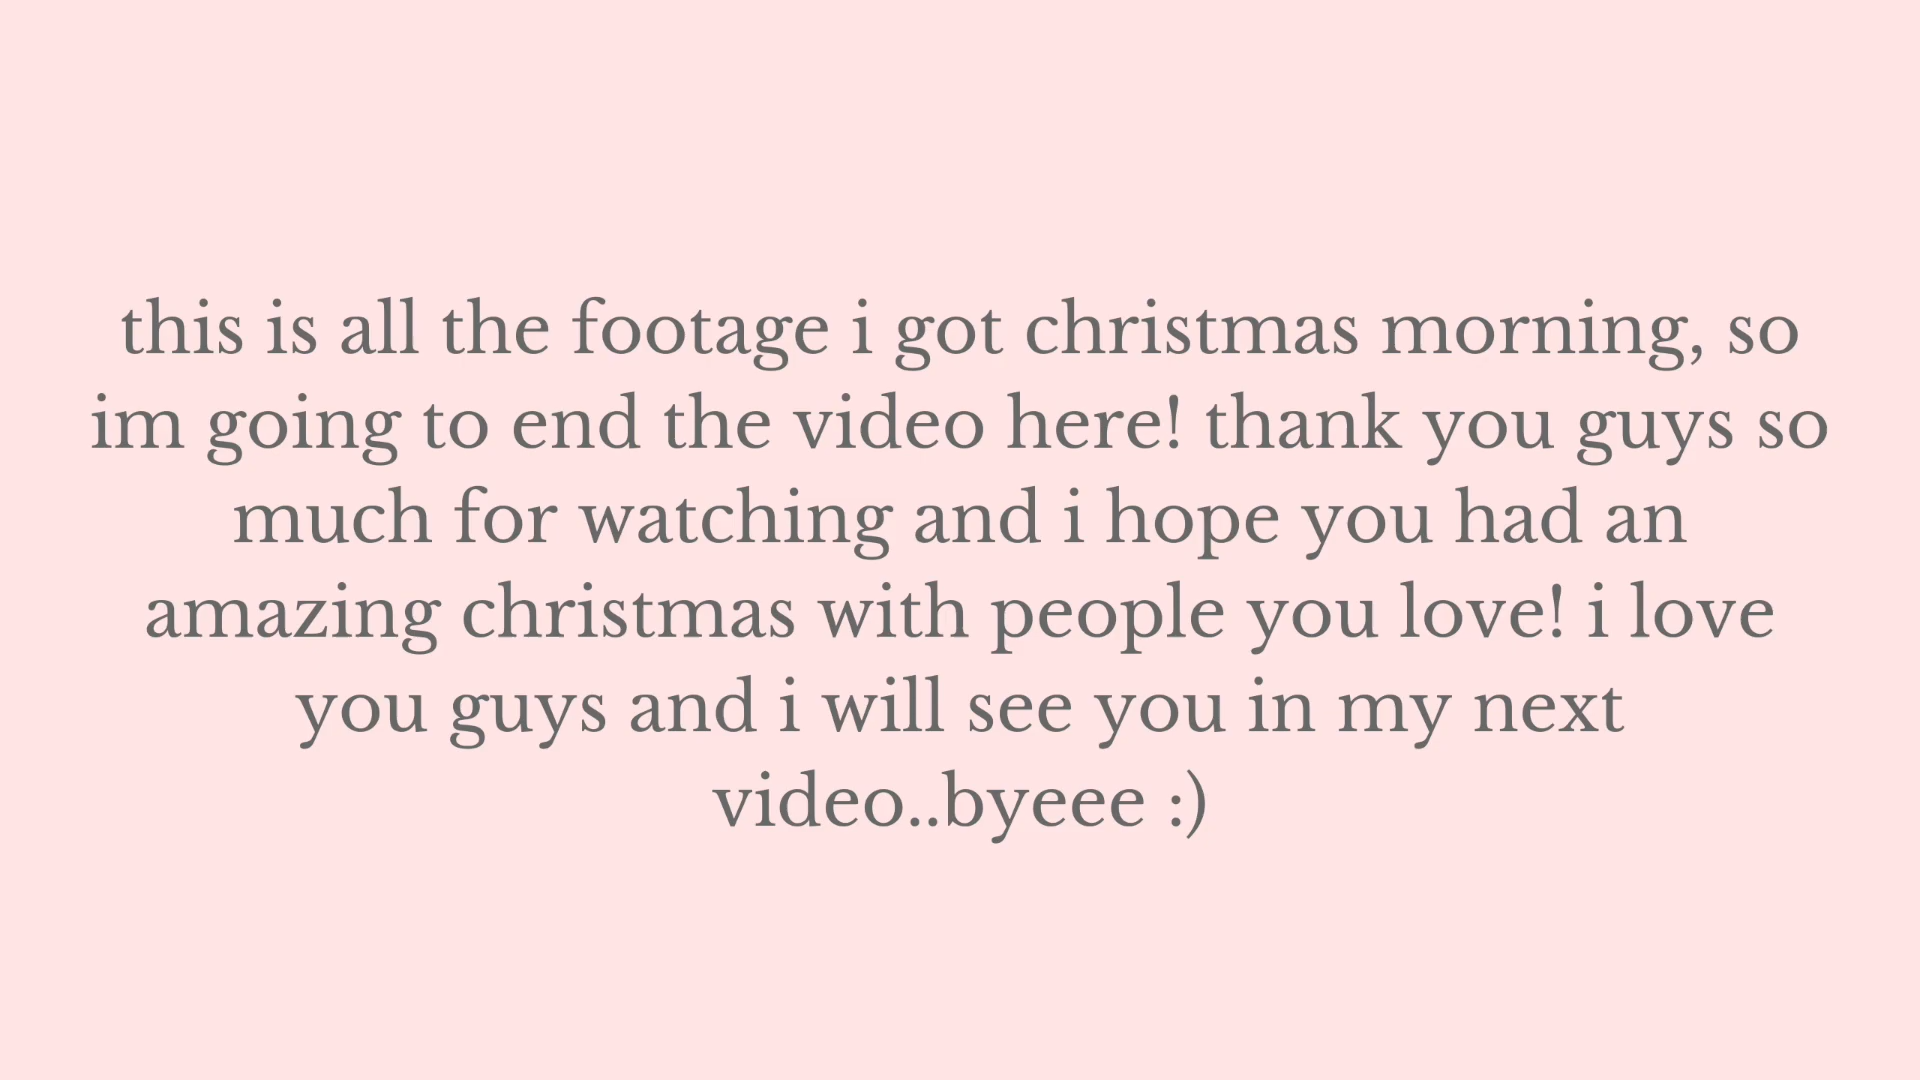 this is all the footage i got christmas morning, so
im going to end the video here! thank you guys so
much for watching and i hope you had an
amazing christmas with people you love! i love
you guys and i will see you in my next
video..byeee :)